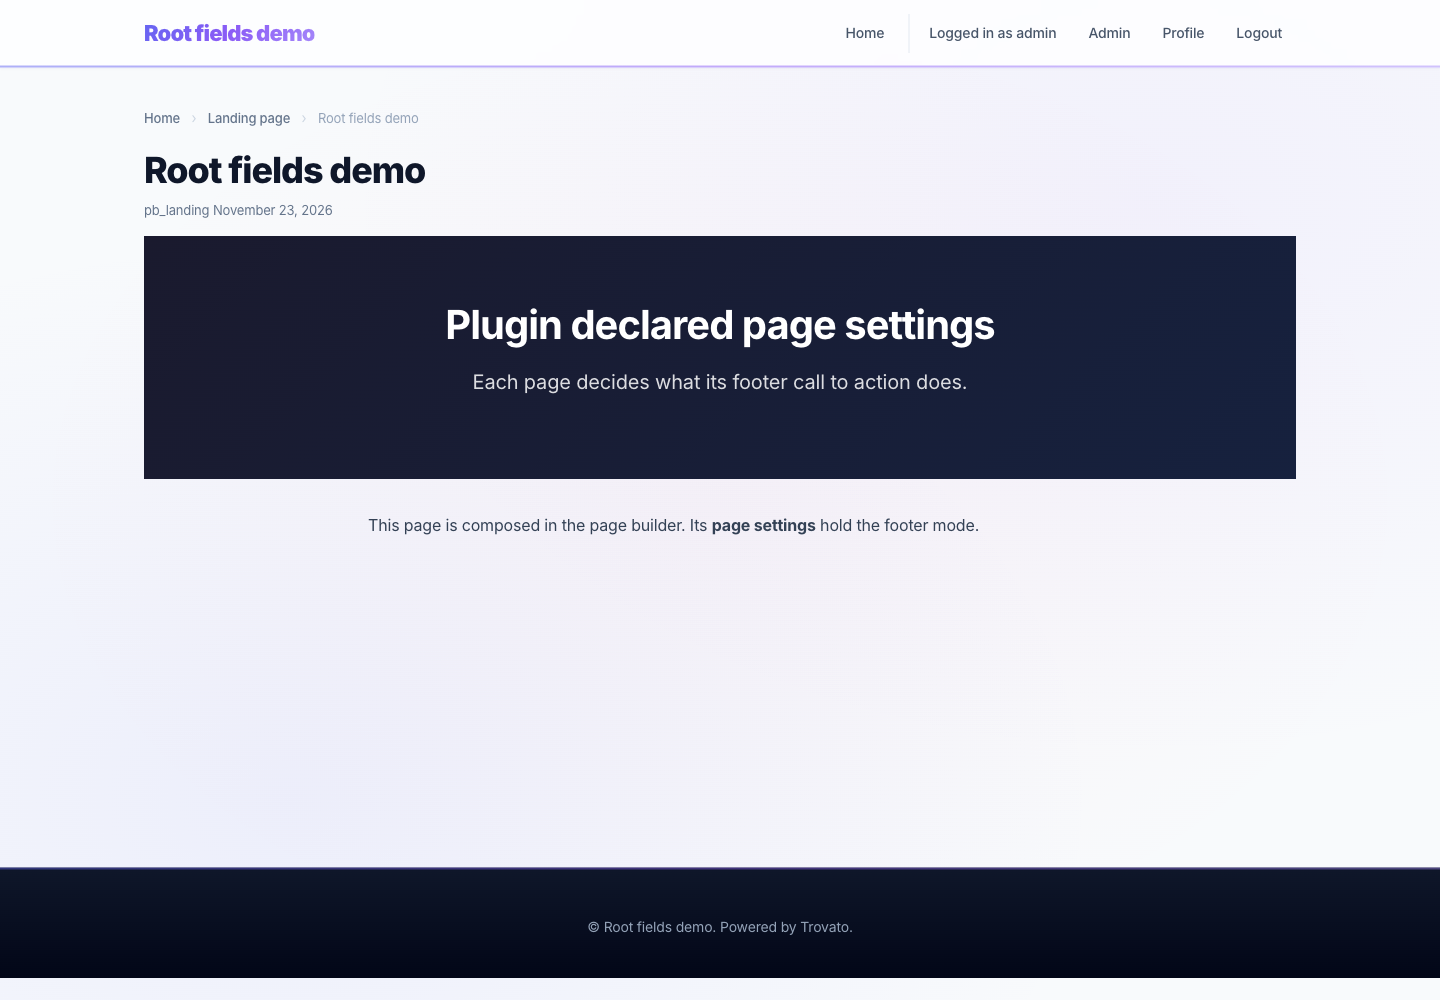 Root fields demo
Home
Logged in as admin
Admin
Profile
Logout
Home › Landing page › Root fields demo
Root fields demo
pb_landing November 23, 2026
Plugin declared page settings
Each page decides what its footer call to action does.
This page is composed in the page builder. Its page settings hold the footer mode.
© Root fields demo. Powered by Trovato.